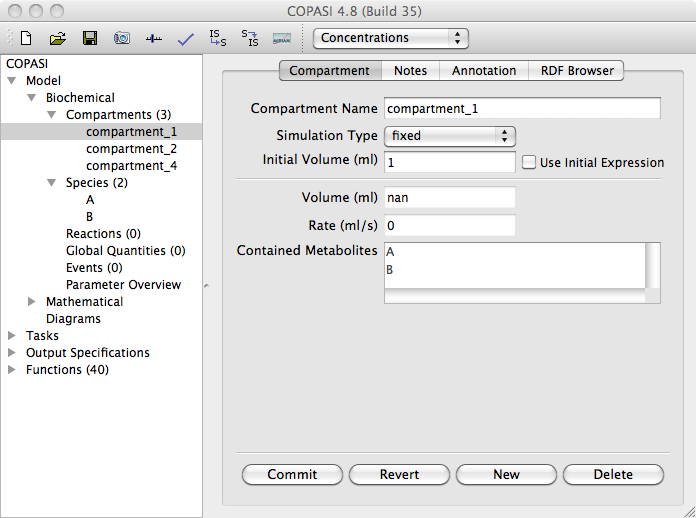 COPASI 4.8 (Build 35)
IS
S
S
IS
Concentrations
COPASI
Model
Biochemical
Compartments (3)
compartment_1
compartment_2
compartment_4
Species (2)
A
B
Reactions (0)
Global Quantities (0)
Events (0)
Parameter Overview
Mathematical
Diagrams
Tasks
Output Specifications
Functions (40)
Compartment Notes Annotation RDF Browser
Compartment Name compartment_1
Simulation Type fixed
Initial Volume (ml) 1 Use Initial Expression
Volume (ml) nan
Rate (ml/s) 0
Contained Metabolites A
B
Commit Revert New Delete